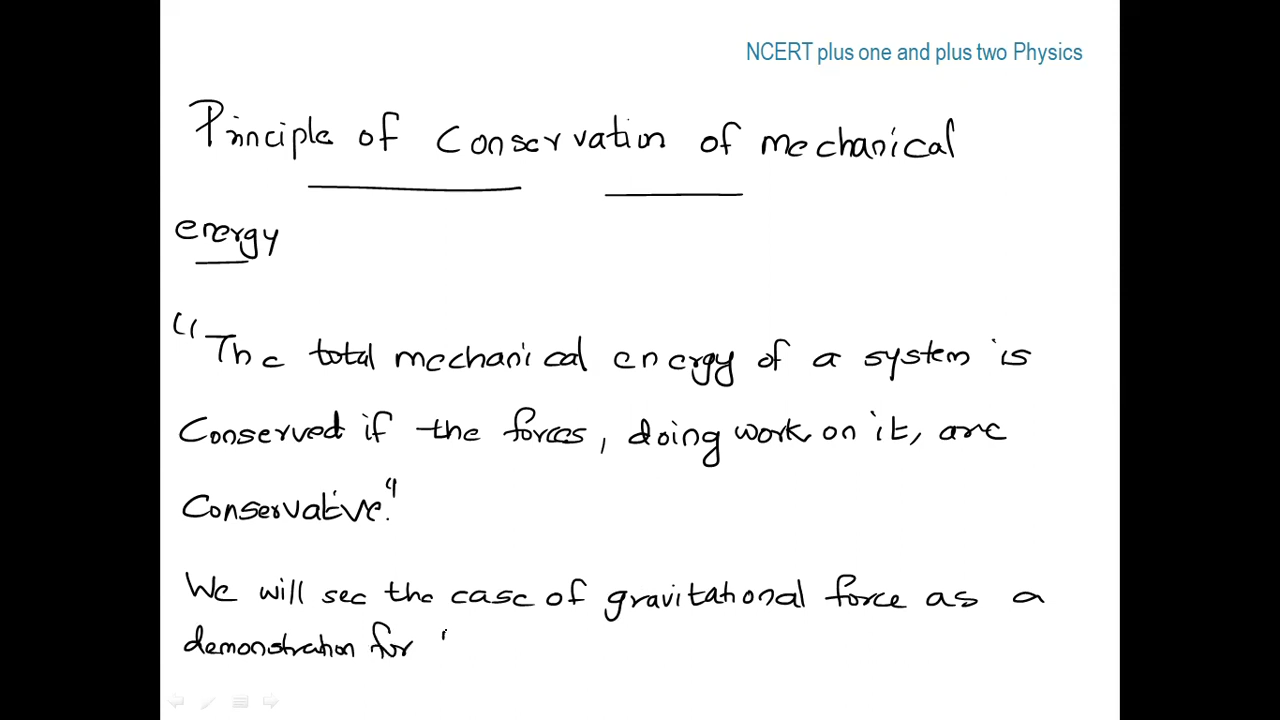 NCERT plus one and plus two Physics
Principle of Conservation of mechanical
energy
"The total mechanical energy of a system is
Conserved if the forces, doing work on it, are
Conservative."
We will see the case of gravitational force as a
demonstration for